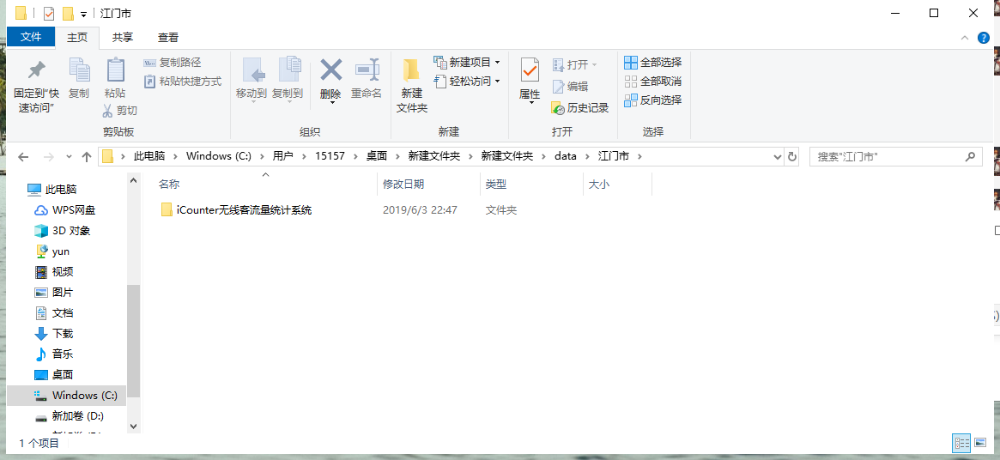 江门市
文件 主页 共享 查看
固定到"快速访问" 复制 粘贴 复制路径 粘贴快捷方式 剪切
移动到 复制到 删除 重命名
新建文件夹 新建项目 轻松访问
属性 打开 编辑 历史记录
全部选择 全部取消 反向选择
剪贴板 组织 新建 打开 选择
此电脑 Windows (C:) 用户 15157 桌面 新建文件夹 新建文件夹 data 江门市 搜索"江门市"
名称 修改日期 类型 大小
iCounter无线客流量统计系统 2019/6/3 22:47 文件夹
此电脑
WPS网盘
3D 对象
yun
视频
图片
文档
下载
音乐
桌面
Windows (C:)
新加卷 (D:)
1 个项目